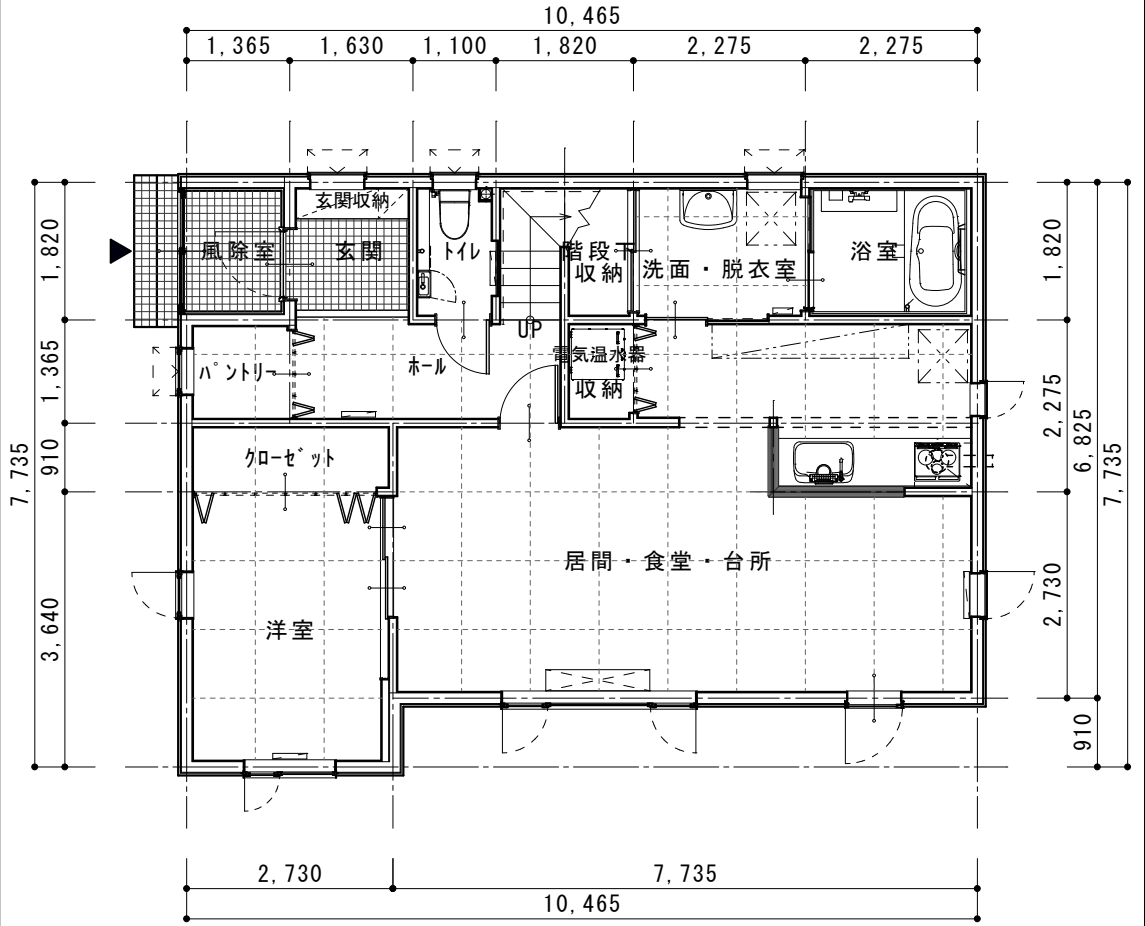 10,465
1,365
1,630
1,100
1,820
2,275
2,275
玄関収納
風除室
玄関
トイレ
階段下
収納
洗面・脱衣室
浴室
UP
パントリー
ホール
電気温水器
収納
クローゼット
居間・食堂・台所
洋室
1,820
1,365
910
3,640
7,735
1,820
2,275
2,730
6,825
910
7,735
2,730
7,735
10,465